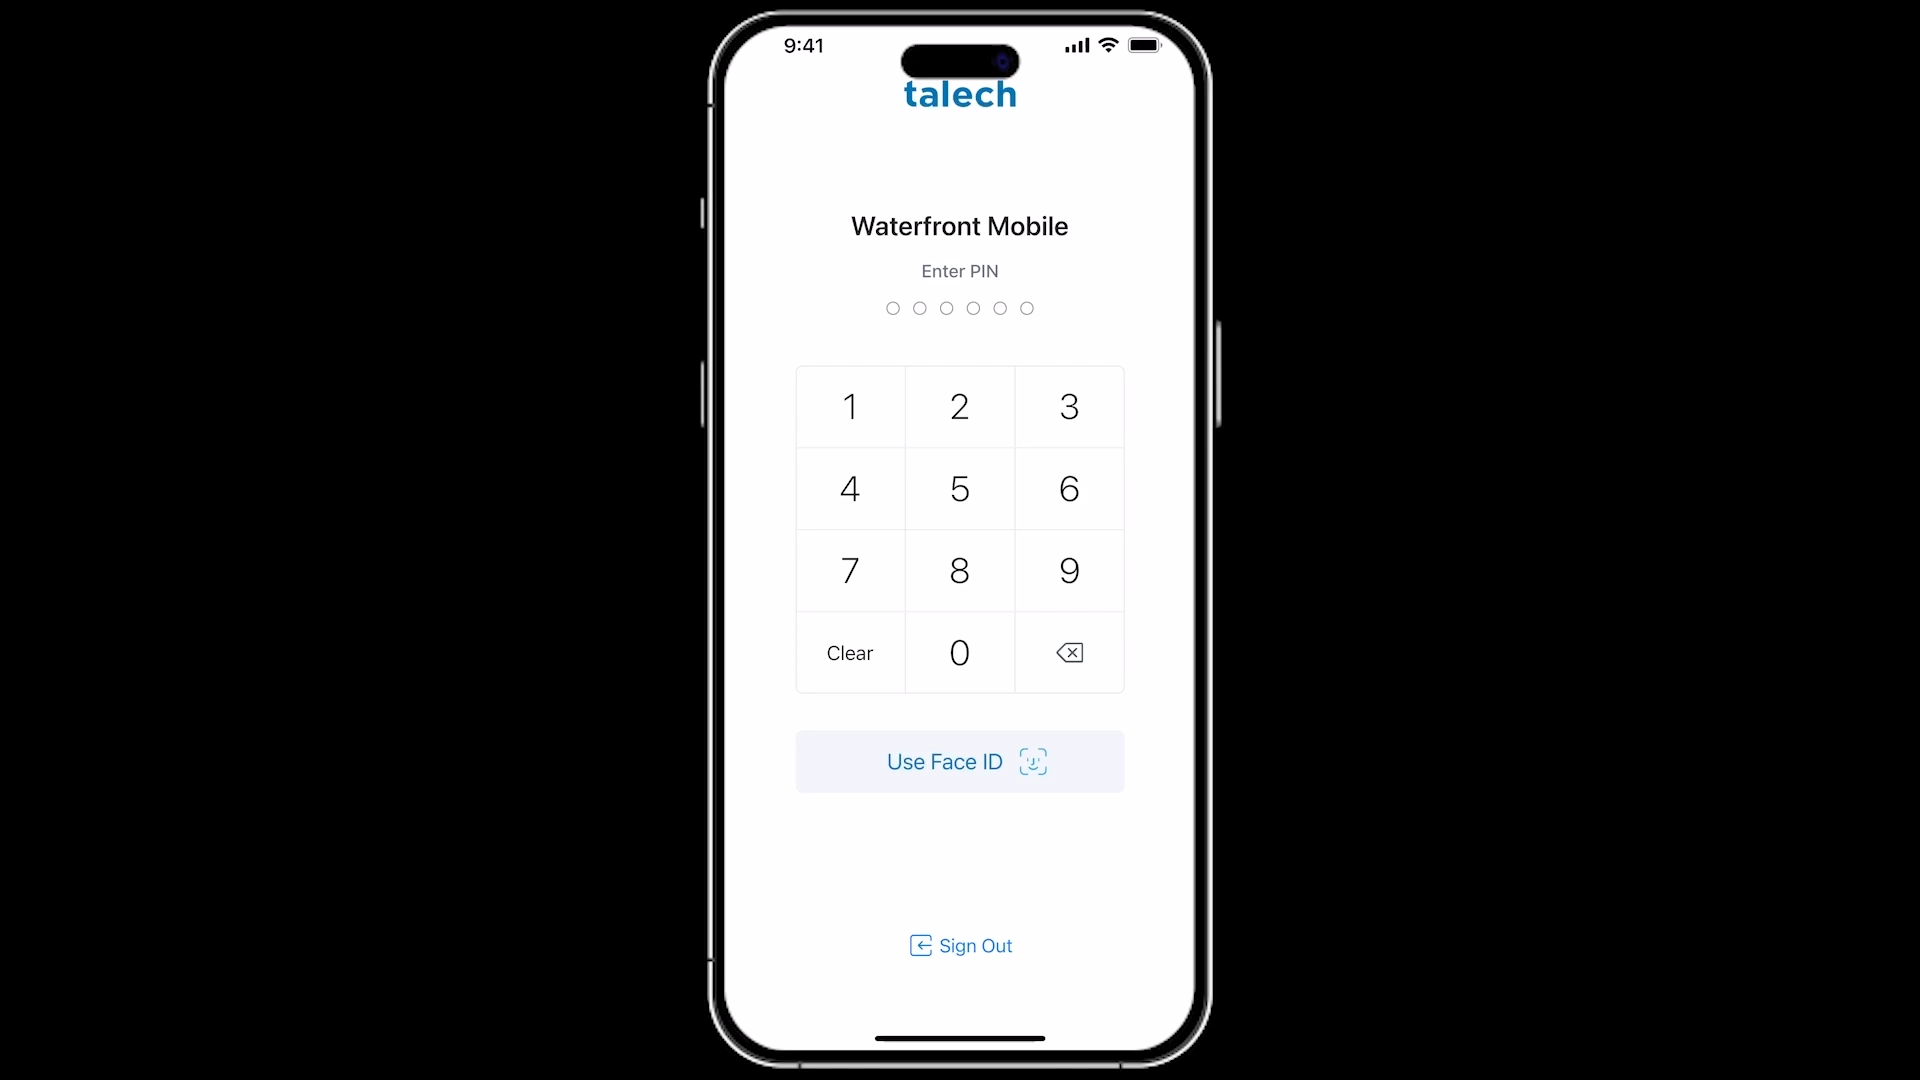 9:41
talech
Waterfront Mobile
Enter PIN
1 2 3
4 5 6
7 8 9
Clear 0
Use Face ID
Sign Out